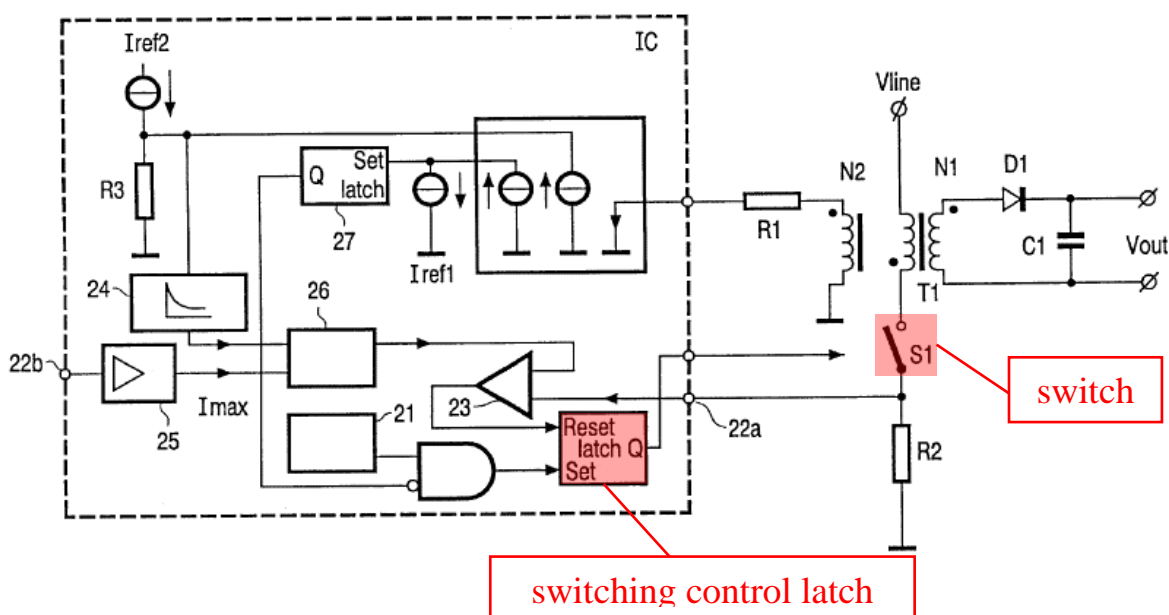 Iref2
IC
Vline
R3
Q
Set
latch
27
Iref1
R1
N2
N1
D1
C1
Vout
T1
24
26
22b
25
Imax
21
23
Reset
latch Q
Set
22a
S1
switch
R2
switching control latch